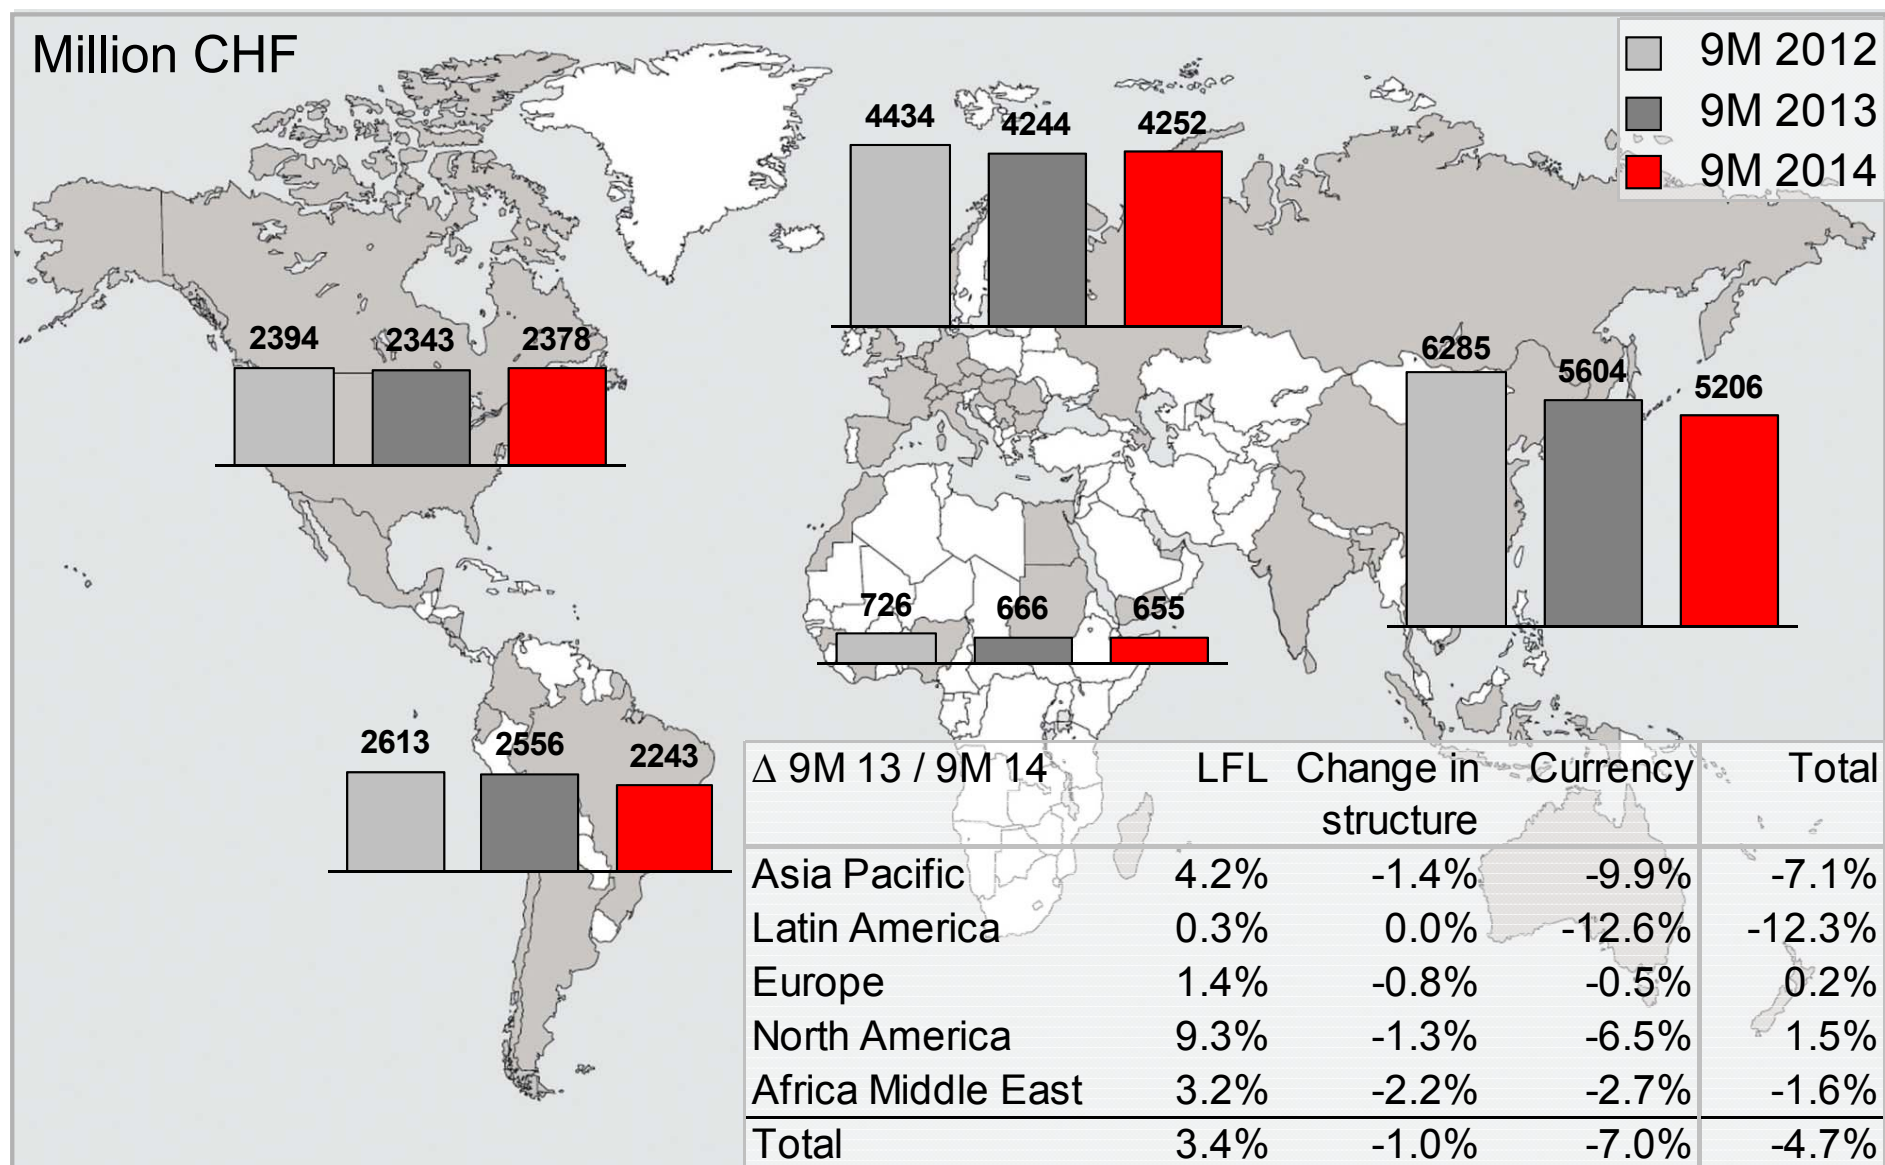 Million CHF
9M 2012
9M 2013
9M 2014
4434 4244 4252
2394 2343 2378
6285 5604 5206
726 666 655
2613 2556 2243
Δ 9M 13 / 9M 14 LFL Change in structure Currency Total
Asia Pacific 4.2% -1.4% -9.9% -7.1%
Latin America 0.3% 0.0% -12.6% -12.3%
Europe 1.4% -0.8% -0.5% 0.2%
North America 9.3% -1.3% -6.5% 1.5%
Africa Middle East 3.2% -2.2% -2.7% -1.6%
Total 3.4% -1.0% -7.0% -4.7%